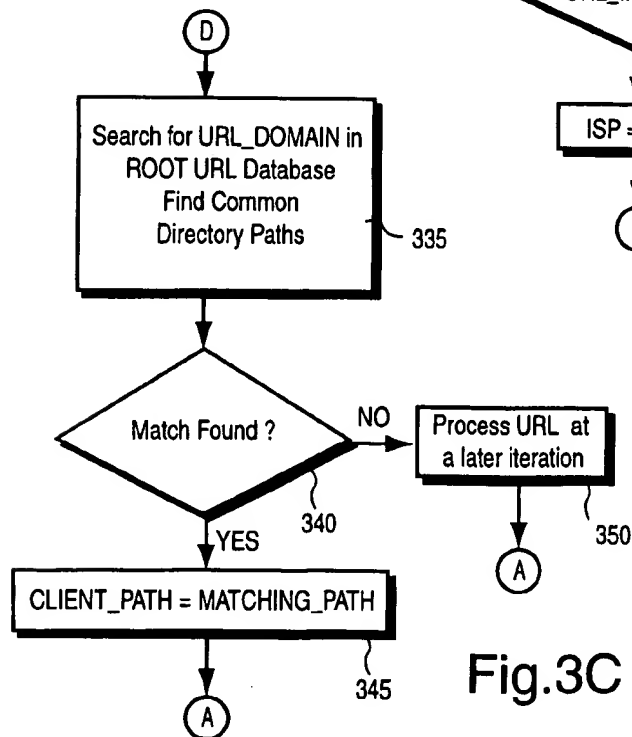 D
Search for URL_DOMAIN in
ROOT URL Database
Find Common
Directory Paths
335
ISP =
Match Found ?
NO
Process URL at
a later iteration
340
350
YES
A
CLIENT_PATH = MATCHING_PATH
345
A
Fig.3C